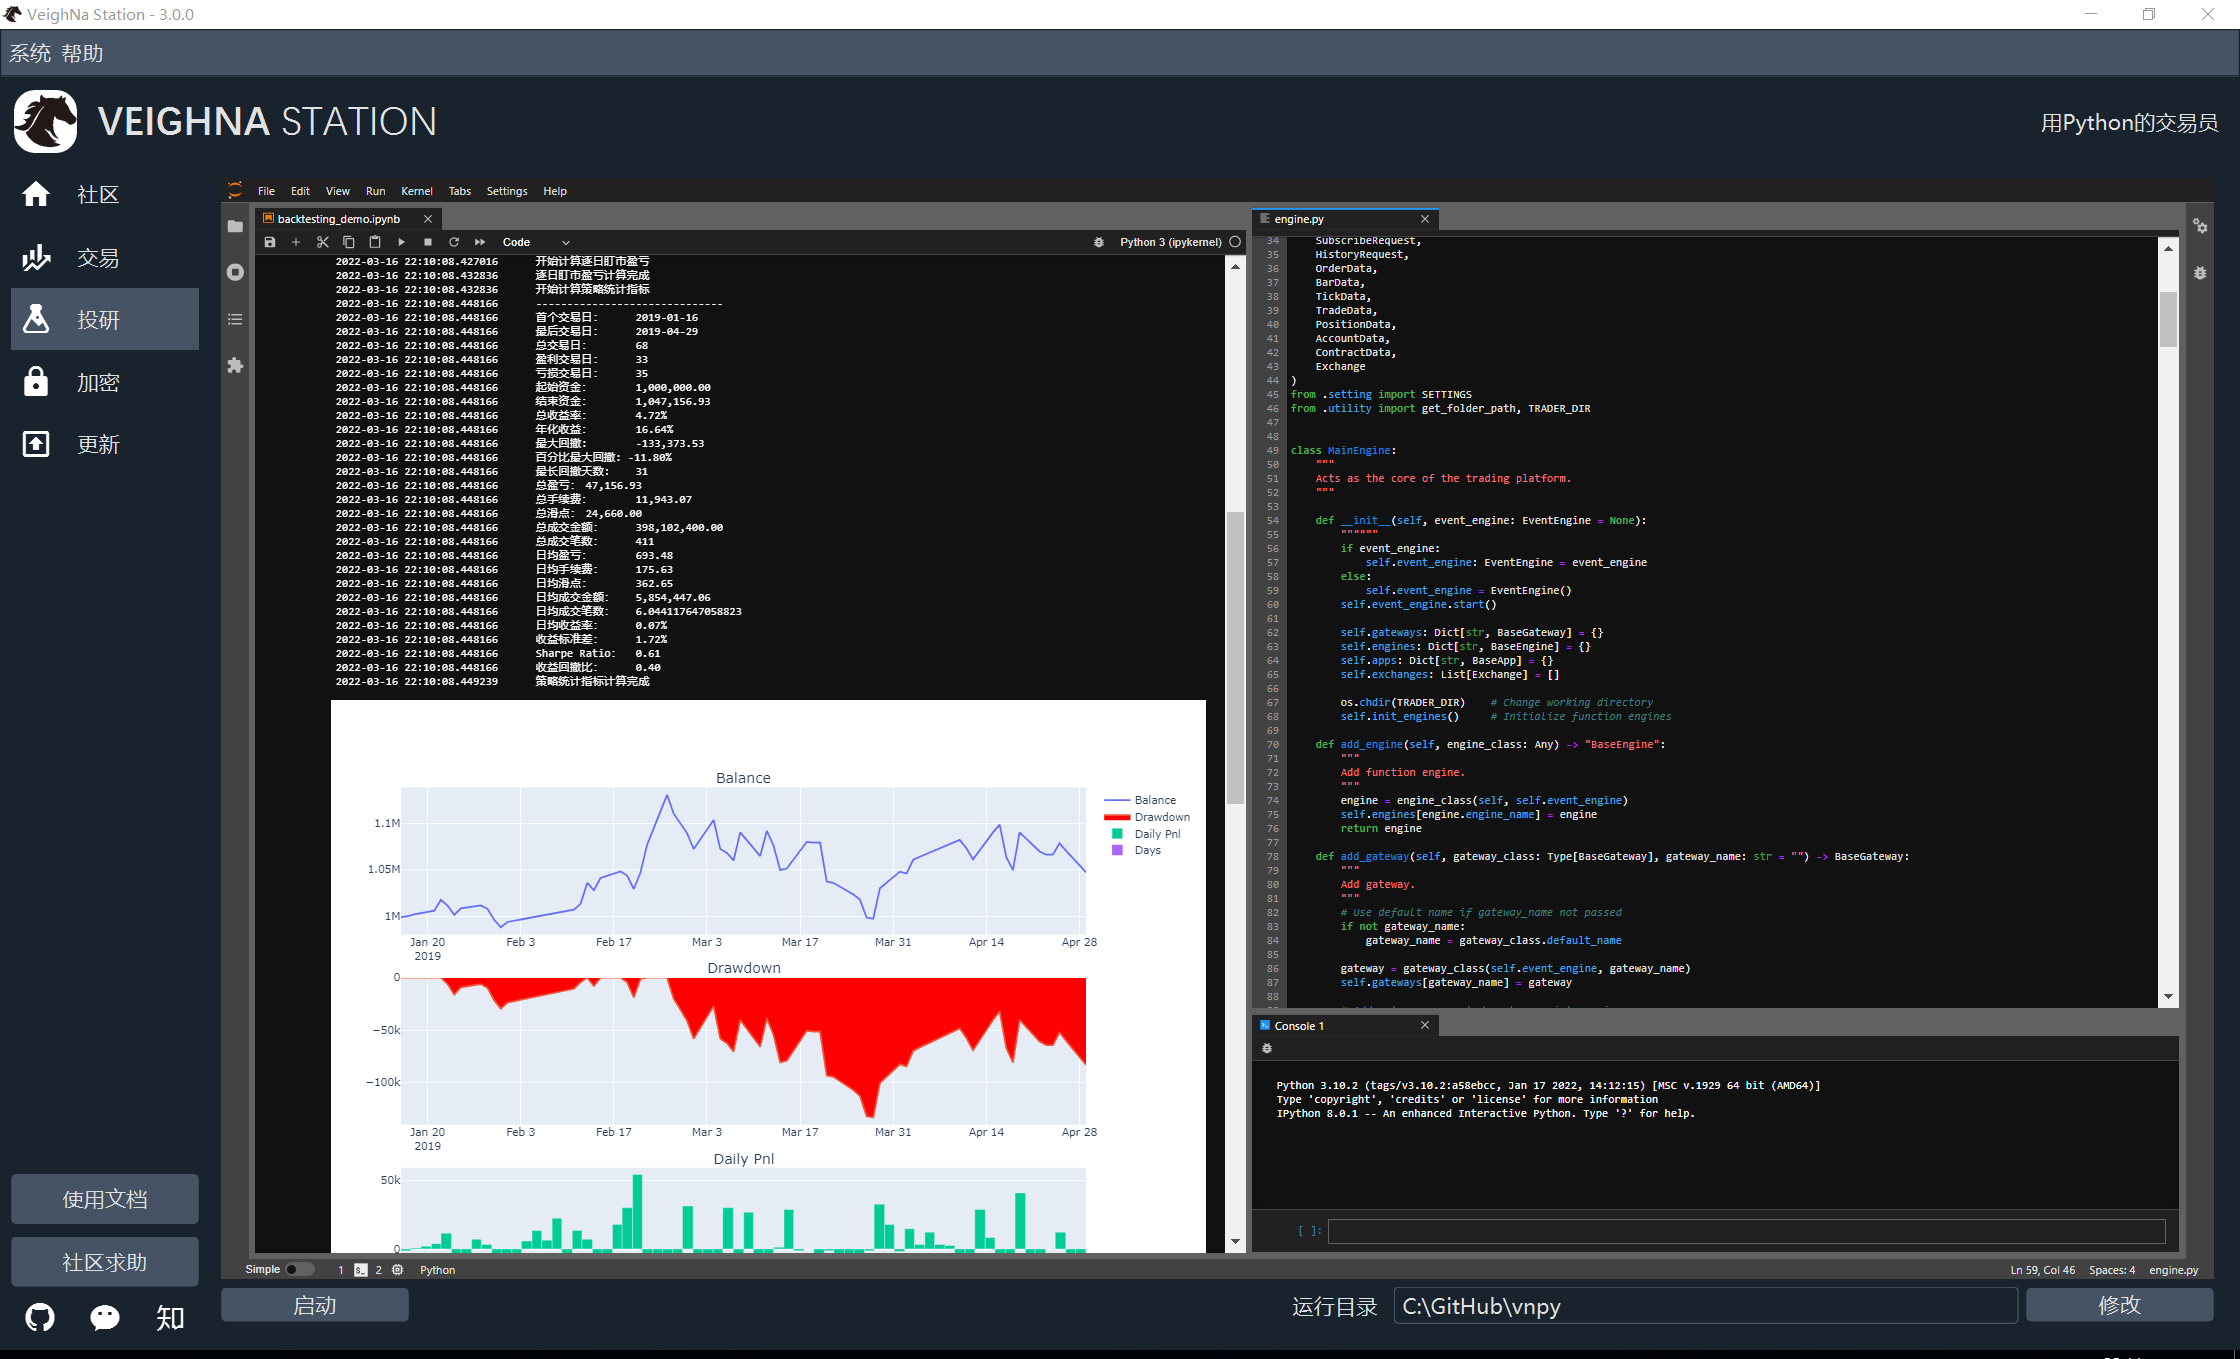 VeighNa Station - 3.0.0
系统 帮助
VEIGHNA STATION
用Python的交易员
社区
交易
投研
加密
更新
使用文档
社区求助
知
File Edit View Run Kernel Tabs Settings Help
backtesting_demo.ipynb
Code
Python 3 (ipykernel)
2022-03-16 22:10:08.427016 开始计算逐日盯市盈亏
2022-03-16 22:10:08.432836 逐日盯市盈亏计算完成
2022-03-16 22:10:08.432836 开始计算策略统计指标
2022-03-16 22:10:08.448166 ------------------------------
2022-03-16 22:10:08.448166 首个交易日: 2019-01-16
2022-03-16 22:10:08.448166 最后交易日: 2019-04-29
2022-03-16 22:10:08.448166 总交易日: 68
2022-03-16 22:10:08.448166 盈利交易日: 33
2022-03-16 22:10:08.448166 亏损交易日: 35
2022-03-16 22:10:08.448166 起始资金: 1,000,000.00
2022-03-16 22:10:08.448166 结束资金: 1,047,156.93
2022-03-16 22:10:08.448166 总收益率: 4.72%
2022-03-16 22:10:08.448166 年化收益: 16.64%
2022-03-16 22:10:08.448166 最大回撤: -133,373.53
2022-03-16 22:10:08.448166 百分比最大回撤: -11.80%
2022-03-16 22:10:08.448166 最长回撤天数: 31
2022-03-16 22:10:08.448166 总盈亏: 47,156.93
2022-03-16 22:10:08.448166 总手续费: 11,943.07
2022-03-16 22:10:08.448166 总滑点: 24,660.00
2022-03-16 22:10:08.448166 总成交金额: 398,102,400.00
2022-03-16 22:10:08.448166 总成交笔数: 411
2022-03-16 22:10:08.448166 日均盈亏: 693.48
2022-03-16 22:10:08.448166 日均手续费: 175.63
2022-03-16 22:10:08.448166 日均滑点: 362.65
2022-03-16 22:10:08.448166 日均成交金额: 5,854,447.06
2022-03-16 22:10:08.448166 日均成交笔数: 6.044117647058823
2022-03-16 22:10:08.448166 日均收益率: 0.07%
2022-03-16 22:10:08.448166 收益标准差: 1.72%
2022-03-16 22:10:08.448166 Sharpe Ratio: 0.61
2022-03-16 22:10:08.448166 收益回撤比: 0.40
2022-03-16 22:10:08.449239 策略统计指标计算完成
Balance
1.1M
1.05M
1M
Jan 20 Feb 3 Feb 17 Mar 3 Mar 17 Mar 31 Apr 14 Apr 28
2019
Balance
Drawdown
Daily Pnl
Days
Drawdown
0
−50k
−100k
Jan 20 Feb 3 Feb 17 Mar 3 Mar 17 Mar 31 Apr 14 Apr 28
2019
Daily Pnl
50k
0
engine.py
34 SubscribeRequest,
35 HistoryRequest,
36 OrderData,
37 BarData,
38 TickData,
39 TradeData,
40 PositionData,
41 AccountData,
42 ContractData,
43 Exchange
44 )
45 from .setting import SETTINGS
46 from .utility import get_folder_path, TRADER_DIR
47
48
49 class MainEngine:
50 """
51 Acts as the core of the trading platform.
52 """
53
54 def __init__(self, event_engine: EventEngine = None):
55 """"""
56 if event_engine:
57 self.event_engine: EventEngine = event_engine
58 else:
59 self.event_engine = EventEngine()
60 self.event_engine.start()
61
62 self.gateways: Dict[str, BaseGateway] = {}
63 self.engines: Dict[str, BaseEngine] = {}
64 self.apps: Dict[str, BaseApp] = {}
65 self.exchanges: List[Exchange] = []
66
67 os.chdir(TRADER_DIR) # Change working directory
68 self.init_engines() # Initialize function engines
69
70 def add_engine(self, engine_class: Any) -> "BaseEngine":
71 """
72 Add function engine.
73 """
74 engine = engine_class(self, self.event_engine)
75 self.engines[engine.engine_name] = engine
76 return engine
77
78 def add_gateway(self, gateway_class: Type[BaseGateway], gateway_name: str = "") -> BaseGateway:
79 """
80 Add gateway.
81 """
82 # Use default name if gateway_name not passed
83 if not gateway_name:
84 gateway_name = gateway_class.default_name
85
86 gateway = gateway_class(self.event_engine, gateway_name)
87 self.gateways[gateway_name] = gateway
88
Console 1
Python 3.10.2 (tags/v3.10.2:a58ebcc, Jan 17 2022, 14:12:15) [MSC v.1929 64 bit (AMD64)]
Type 'copyright', 'credits' or 'license' for more information
IPython 8.0.1 -- An enhanced Interactive Python. Type '?' for help.
[ ]:
Simple 1 2 Python
Ln 59, Col 46 Spaces: 4 engine.py
启动
运行目录 C:\GitHub\vnpy 修改